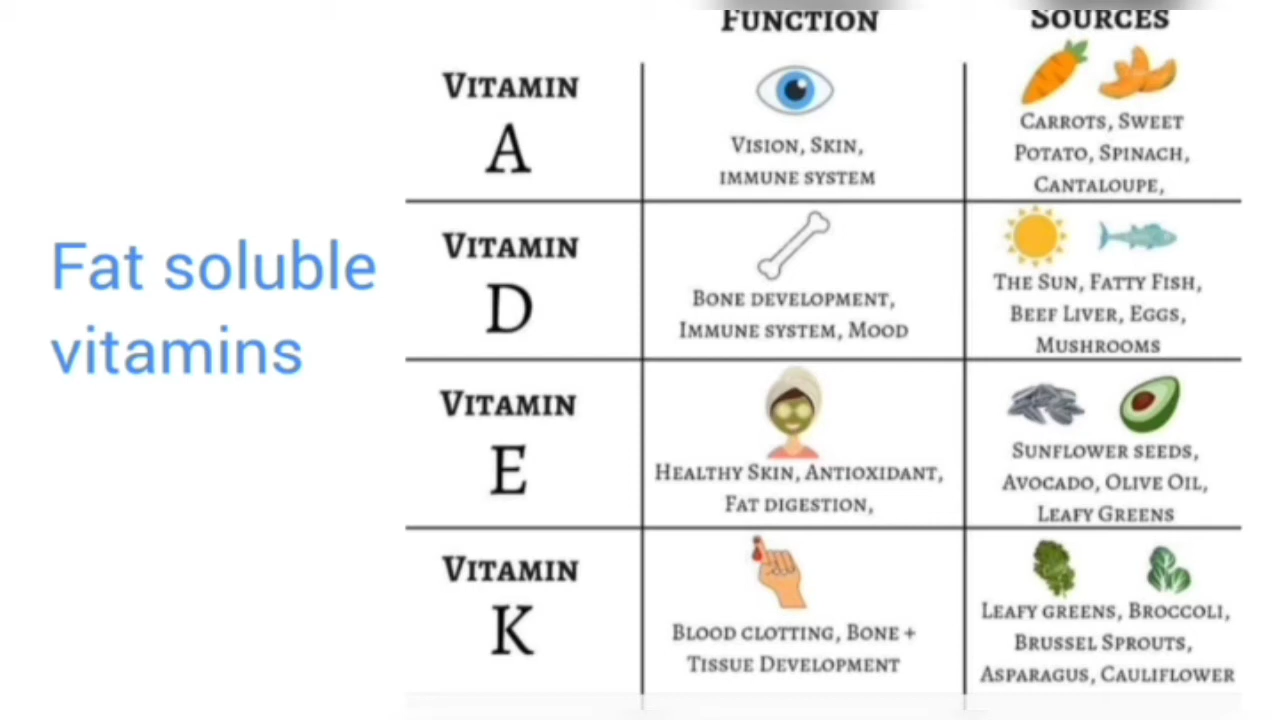 FUNCTION
SOURCES
Fat soluble
vitamins
VITAMIN
A
VISION, SKIN,
IMMUNE SYSTEM
CARROTS, SWEET
POTATO, SPINACH,
CANTALOUPE,
VITAMIN
D
BONE DEVELOPMENT,
IMMUNE SYSTEM, MOOD
THE SUN, FATTY FISH,
BEEF LIVER, EGGS,
MUSHROOMS
VITAMIN
E
HEALTHY SKIN, ANTIOXIDANT,
FAT DIGESTION,
SUNFLOWER SEEDS,
AVOCADO, OLIVE OIL,
LEAFY GREENS
VITAMIN
K
BLOOD CLOTTING, BONE +
TISSUE DEVELOPMENT
LEAFY GREENS, BROCCOLI,
BRUSSEL SPROUTS,
ASPARAGUS, CAULIFLOWER